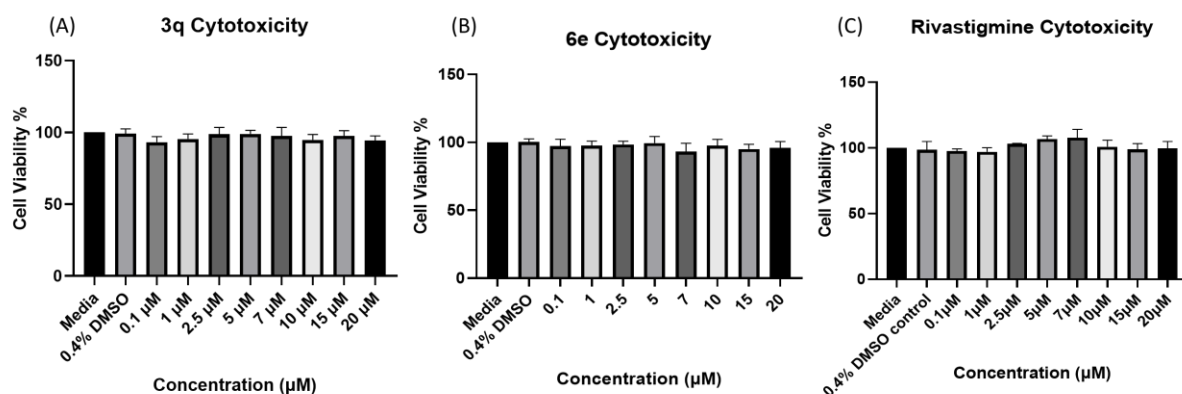 (A)
3q Cytotoxicity
Cell Viability %
150
100
50
0
Media
0.4% DMSO
0.1 µM
1 µM
2.5 µM
5 µM
7 µM
10 µM
15 µM
20 µM
Concentration (µM)
(B)
6e Cytotoxicity
Cell Viability %
150
100
50
0
Media
0.4% DMSO
0.1
1
2.5
5
7
10
15
20
Concentration (µM)
(C)
Rivastigmine Cytotoxicity
Cell Viability %
150
100
50
0
Media
0.4% DMSO control
0.1µM
1µM
2.5µM
5µM
7µM
10µM
15µM
20µM
Concentration (µM)